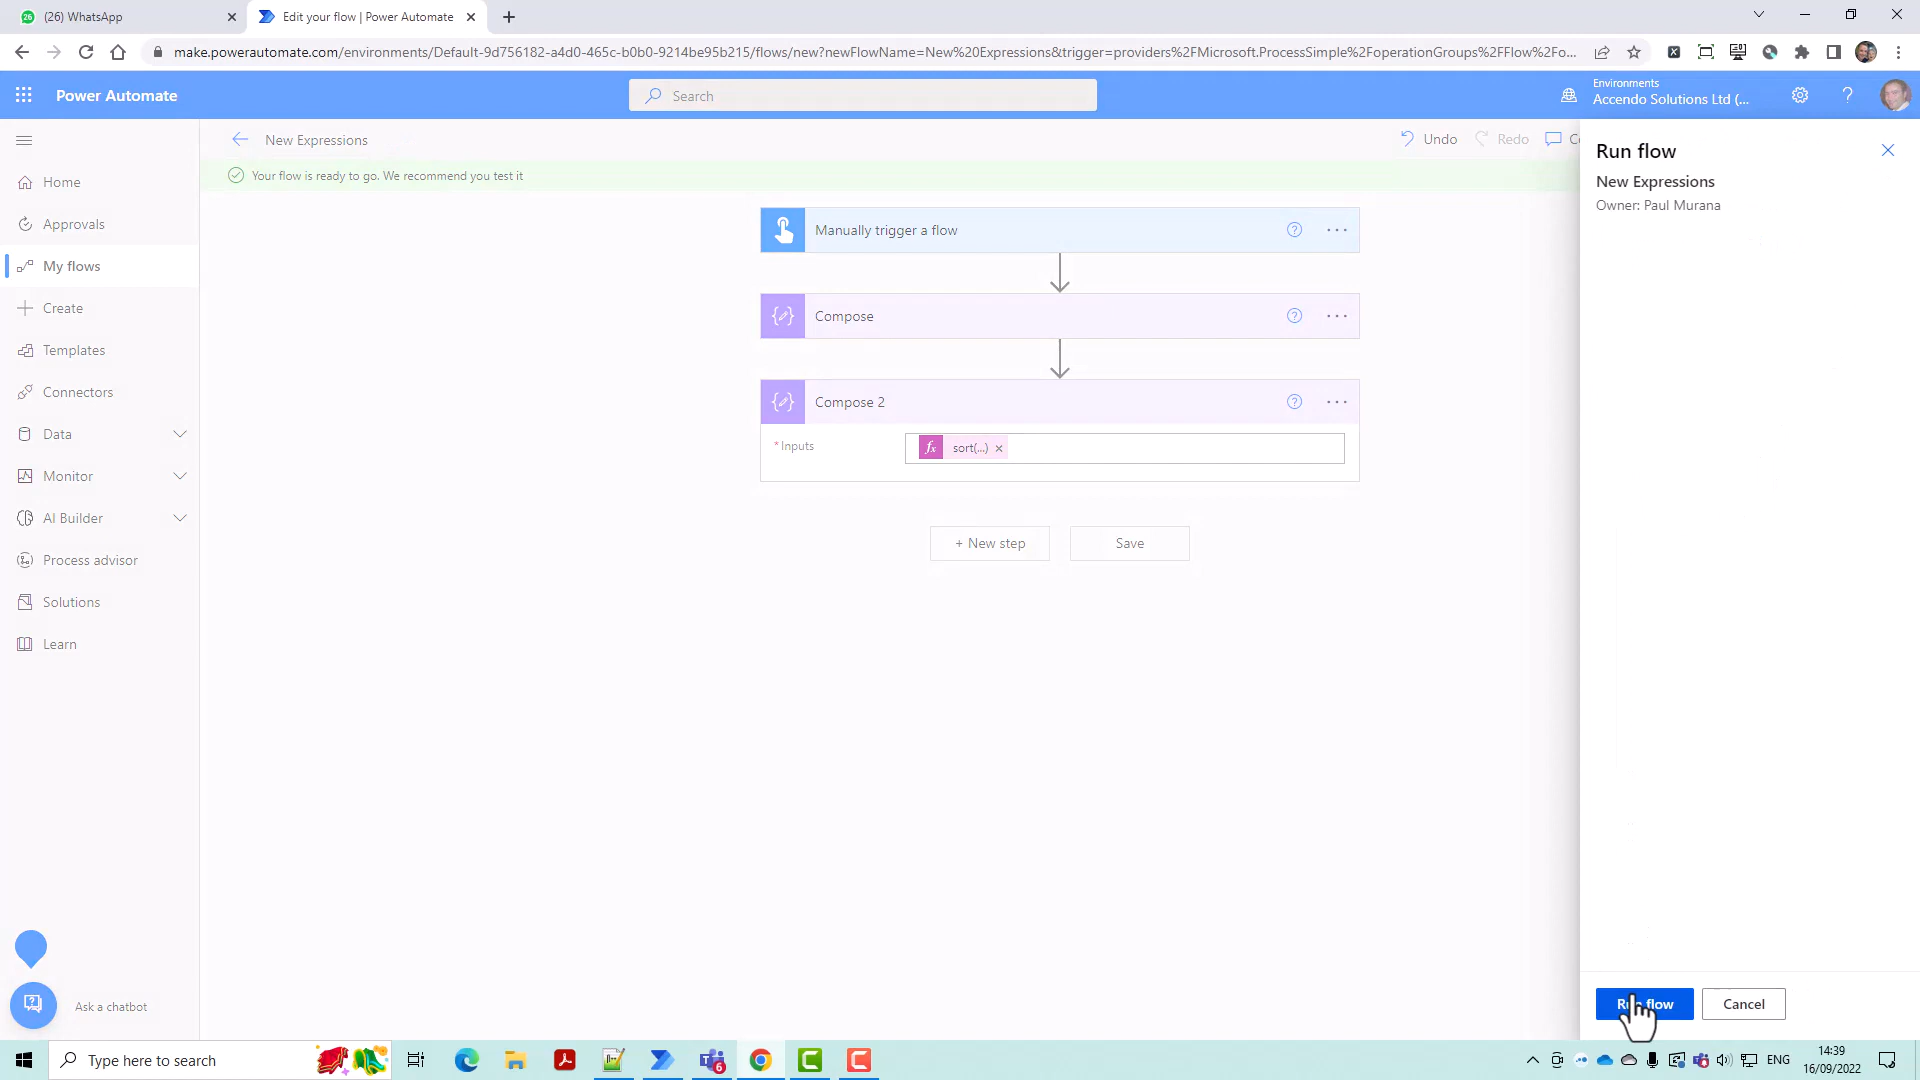 (26) WhatsApp
Edit your flow | Power Automate
make.powerautomate.com/environments/Default-9d756182-a4d0-465c-b0b0-9214be95b215/flows/new?newFlowName=New%20Expressions&trigger=providers%2FMicrosoft.ProcessSimple%2FoperationGroups%2FFlow%2Fo...
Power Automate
Search
Environments
Accendo Solutions Ltd (...
New Expressions
Undo
Redo
Your flow is ready to go. We recommend you test it
Home
Approvals
My flows
Create
Templates
Connectors
Data
Monitor
AI Builder
Process advisor
Solutions
Learn
Ask a chatbot
Manually trigger a flow
Compose
Compose 2
* Inputs
fx sort(...) ×
+ New step
Save
Run flow
New Expressions
Owner: Paul Murana
Run flow
Cancel
Type here to search
6
ENG
14:39
16/09/2022